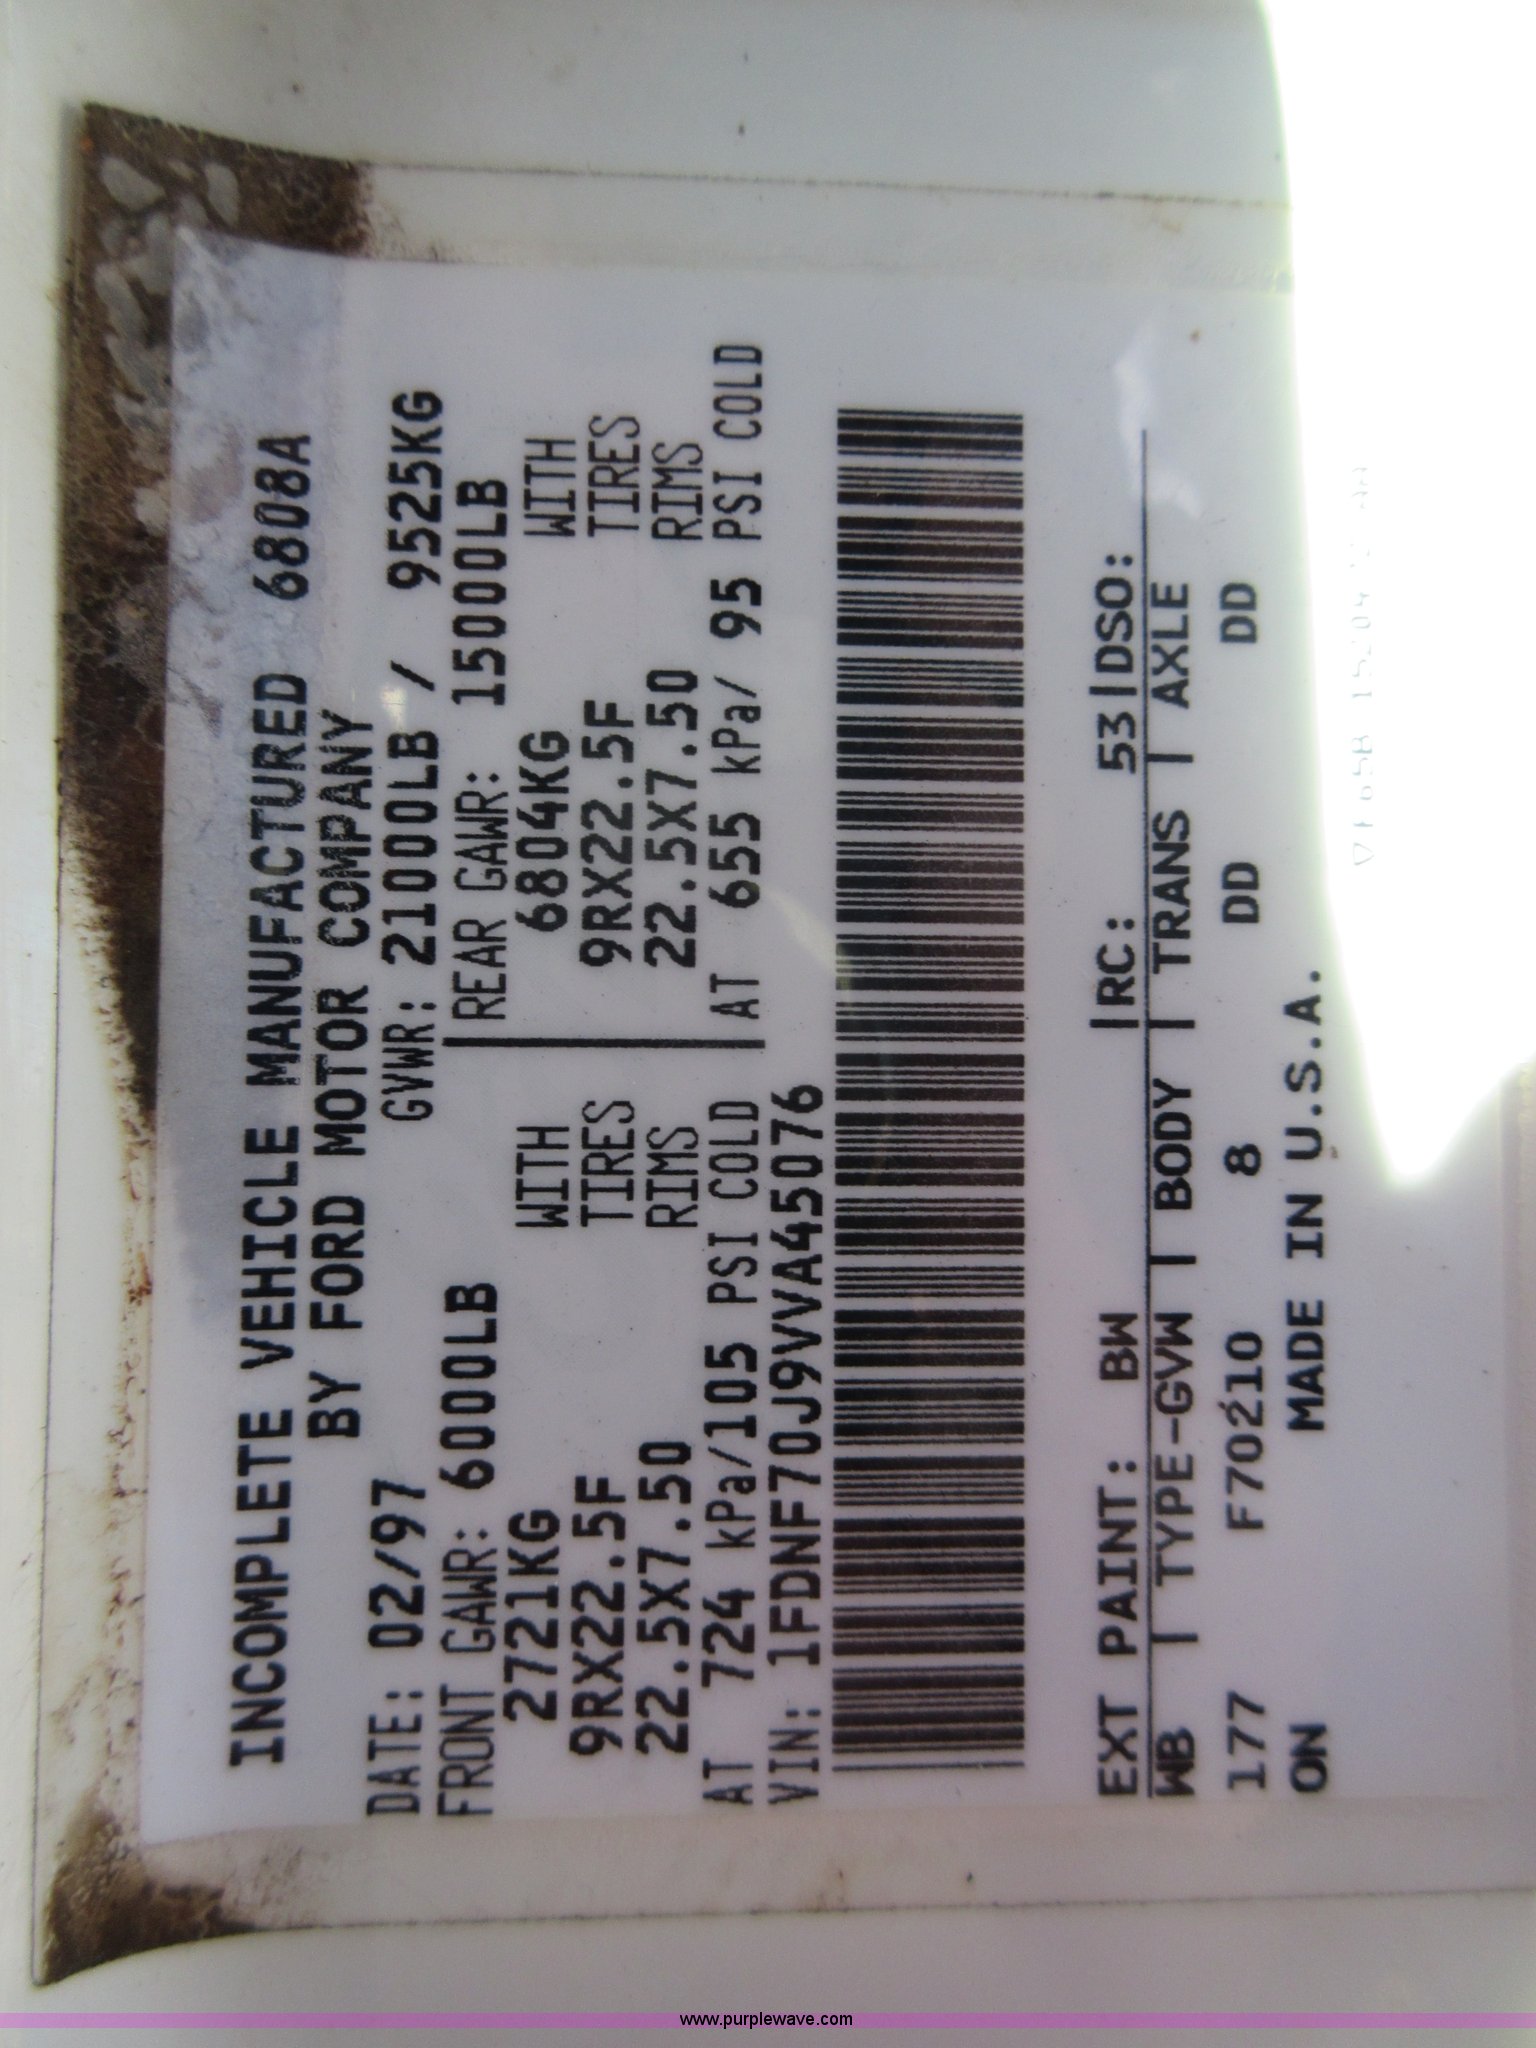 INCOMPLETE VEHICLE MANUFACTURED 6808A
BY FORD MOTOR COMPANY
DATE: 02/97 GVWR: 21000LB / 9525KG
FRONT GAWR: 6000LB REAR GAWR: 15000LB
2721KG WITH 6804KG WITH
9RX22.5F TIRES 9RX22.5F TIRES
22.5X7.50 RIMS 22.5X7.50 RIMS
AT 724 kPa/105 PSI COLD AT 655 kPa/ 95 PSI COLD
VIN: 1FDNF70J9VVA45076
EXT PAINT: BW RC: 53 DSO:
WB TYPE-GVW BODY TRANS AXLE
177 F70210 8 DD DD
ON MADE IN U.S.A.
www.purplewave.com